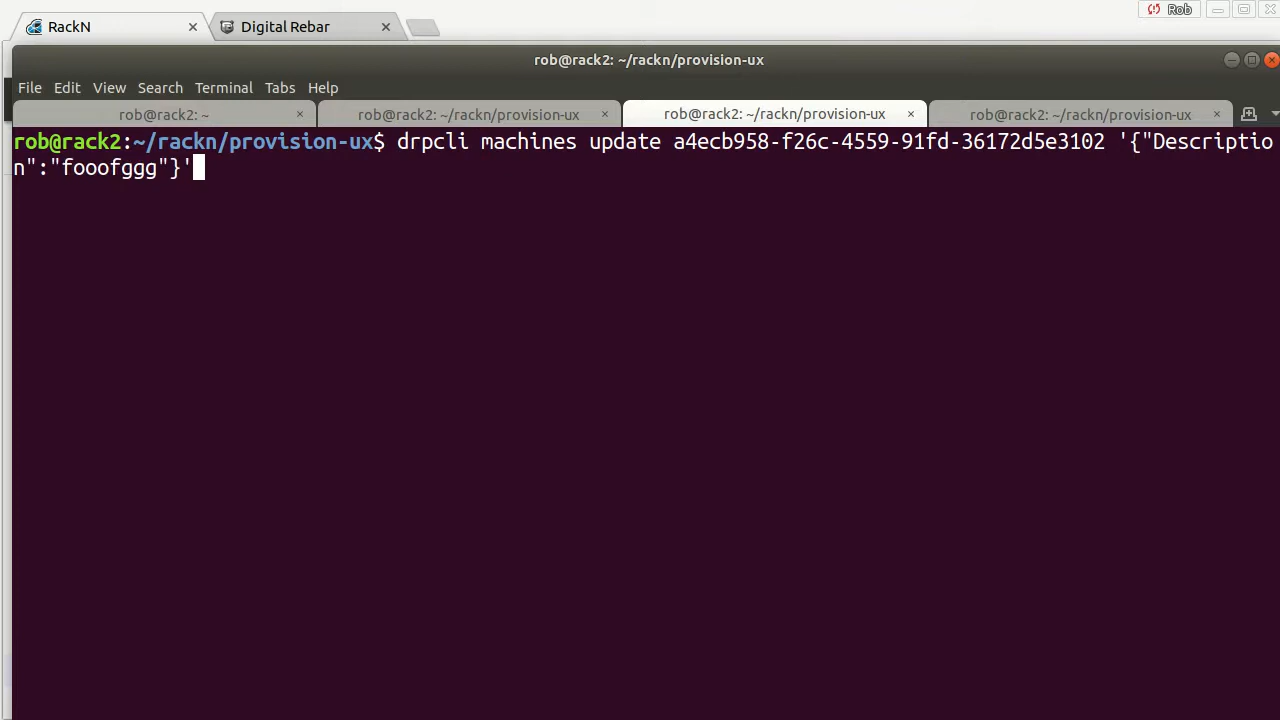 RackN
Digital Rebar
Rob
rob@rack2: ~/rackn/provision-ux
File Edit View Search Terminal Tabs Help
rob@rack2: ~ × rob@rack2: ~/rackn/provision-ux × rob@rack2: ~/rackn/provision-ux × rob@rack2: ~/rackn/provision-ux ×
rob@rack2:~/rackn/provision-ux$ drpcli machines update a4ecb958-f26c-4559-91fd-36172d5e3102 '{"Descriptio
n":"fooofggg"}'